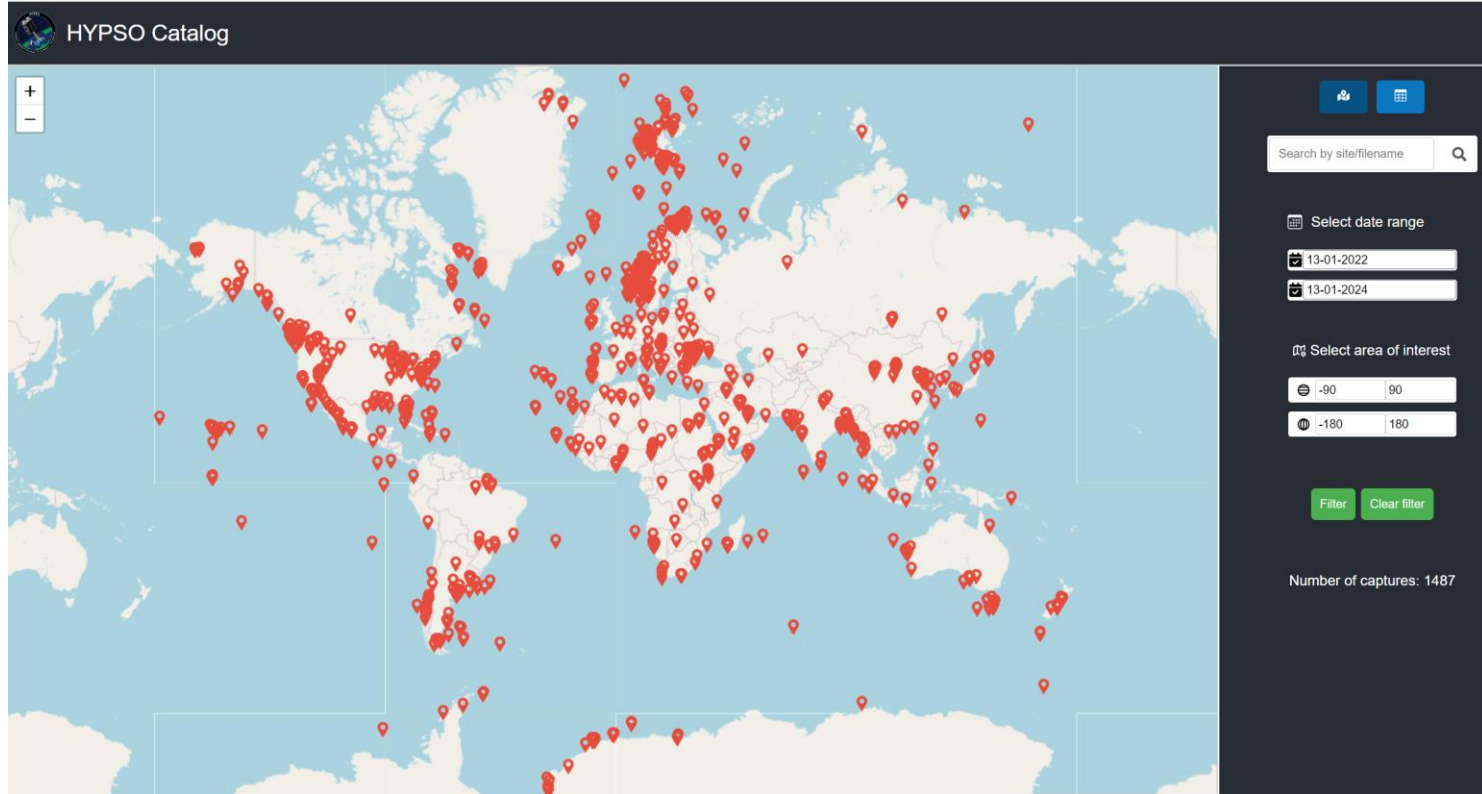 HYPSO Catalog
+
−
Search by site/filename
Select date range
13-01-2022
13-01-2024
Select area of interest
-90 90
-180 180
Filter Clear filter
Number of captures: 1487